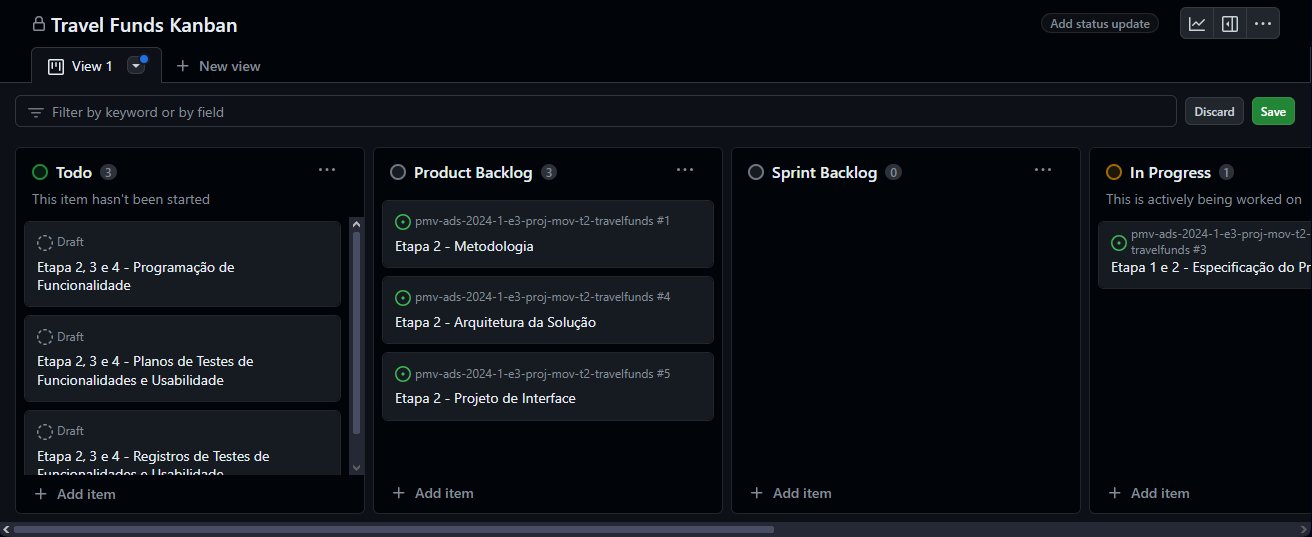 Travel Funds Kanban
Add status update
View 1
New view
Filter by keyword or by field
Discard
Save
Todo 3
This item hasn't been started
Draft
Etapa 2, 3 e 4 - Programação de
Funcionalidade
Draft
Etapa 2, 3 e 4 - Planos de Testes de
Funcionalidades e Usabilidade
Draft
Etapa 2, 3 e 4 - Registros de Testes de
Funcionalidades e Usabilidade
Add item
Product Backlog 3
pmv-ads-2024-1-e3-proj-mov-t2-travelfunds #1
Etapa 2 - Metodologia
pmv-ads-2024-1-e3-proj-mov-t2-travelfunds #4
Etapa 2 - Arquitetura da Solução
pmv-ads-2024-1-e3-proj-mov-t2-travelfunds #5
Etapa 2 - Projeto de Interface
Add item
Sprint Backlog 0
Add item
In Progress 1
This is actively being worked on
pmv-ads-2024-1-e3-proj-mov-t2-
travelfunds #3
Etapa 1 e 2 - Especificação do Pr
Add item